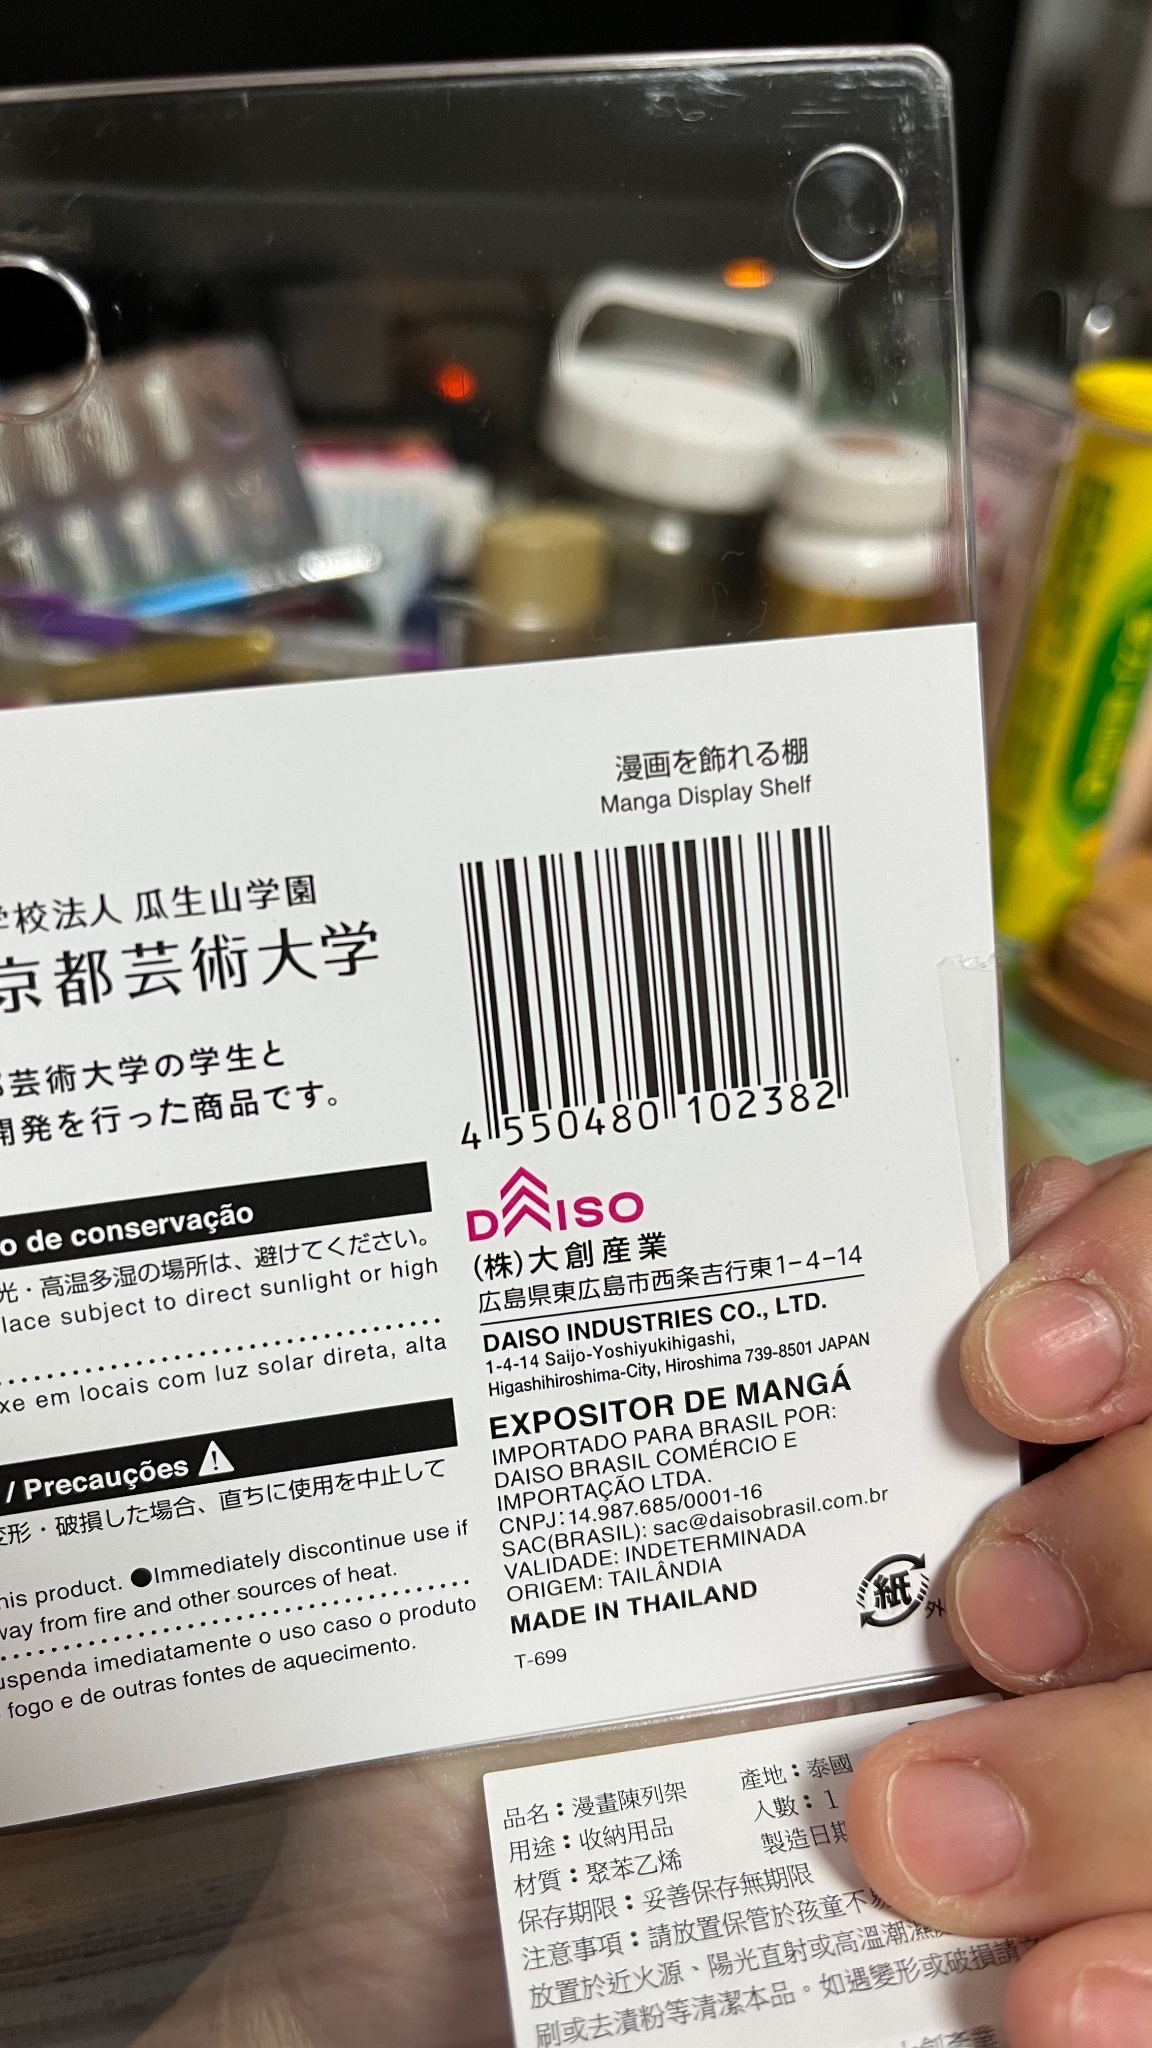 漫画を飾れる棚
Manga Display Shelf
学校法人 瓜生山学園
京都芸術大学
芸術大学の学生と
開発を行った商品です。
4 550480 102382
DAISO
(株)大創産業
広島県東広島市西条吉行東1-4-14
DAISO INDUSTRIES CO., LTD.
1-4-14 Saijo-Yoshiyukihigashi,
Higashihiroshima-City, Hiroshima 739-8501 JAPAN
EXPOSITOR DE MANGÁ
IMPORTADO PARA BRASIL POR:
DAISO BRASIL COMÉRCIO E
IMPORTAÇÃO LTDA.
CNPJ:14.987.685/0001-16
SAC(BRASIL): sac@daisobrasil.com.br
VALIDADE: INDETERMINADA
ORIGEM: TAILÂNDIA
MADE IN THAILAND
T-699
紙
外
o de conservação
光・高温多湿の場所は、避けてください。
lace subject to direct sunlight or high
xe em locais com luz solar direta, alta
/ Precauções
変形・破損した場合、直ちに使用を中止して
his product. ●Immediately discontinue use if
way from fire and other sources of heat.
uspenda imediatamente o uso caso o produto
fogo e de outras fontes de aquecimento.
品名：漫畫陳列架 產地：泰國
用途：收納用品 入數：1
材質：聚苯乙烯 製造日期
保存期限：妥善保存無期限
注意事項：請放置保管於孩童不易
放置於近火源、陽光直射或高溫潮濕
刷或去漬粉等清潔本品。如遇變形或破損請立
大創產業